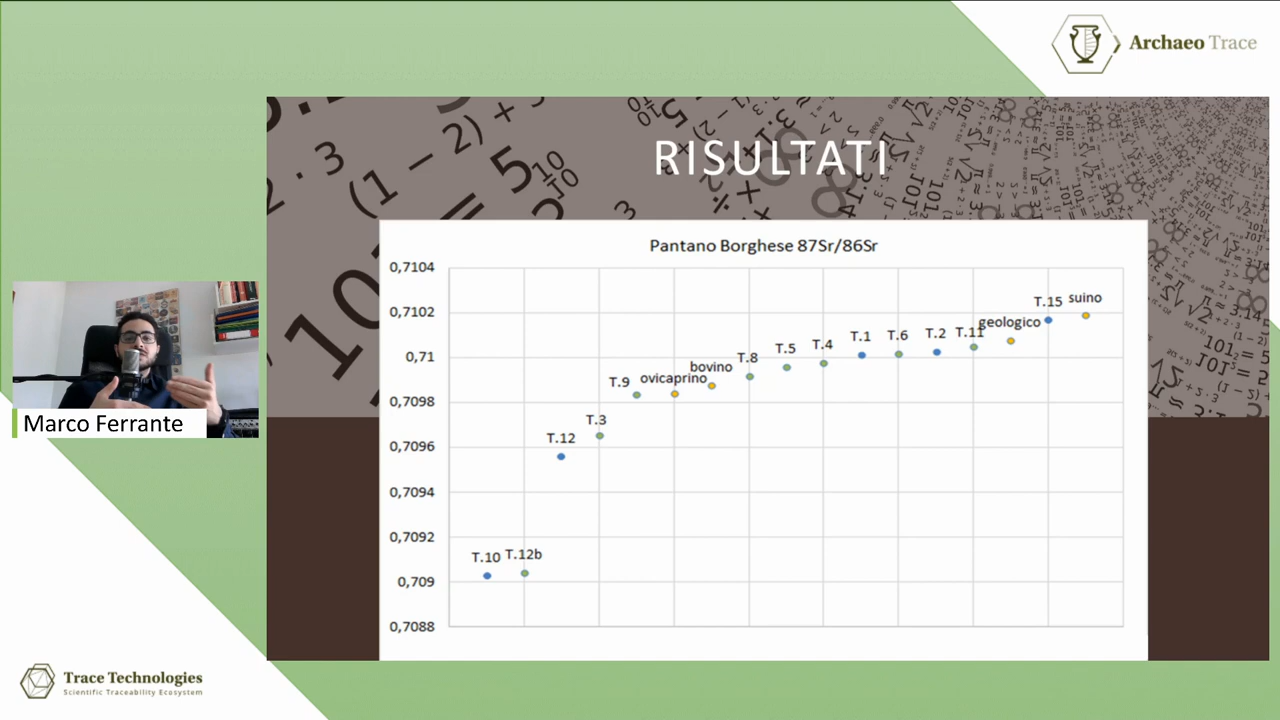 Archaeo Trace
RISULTATI
Pantano Borghese 87Sr/86Sr
0,7104
0,7102
0,71
0,7098
0,7096
0,7094
0,7092
0,709
0,7088
T.10
T.12b
T.12
T.3
T.9
ovicaprino
bovino
T.8
T.5
T.4
T.1
T.6
T.2
T.11
geologico
T.15
suino
Marco Ferrante
Trace Technologies
Scientific Traceability Ecosystem